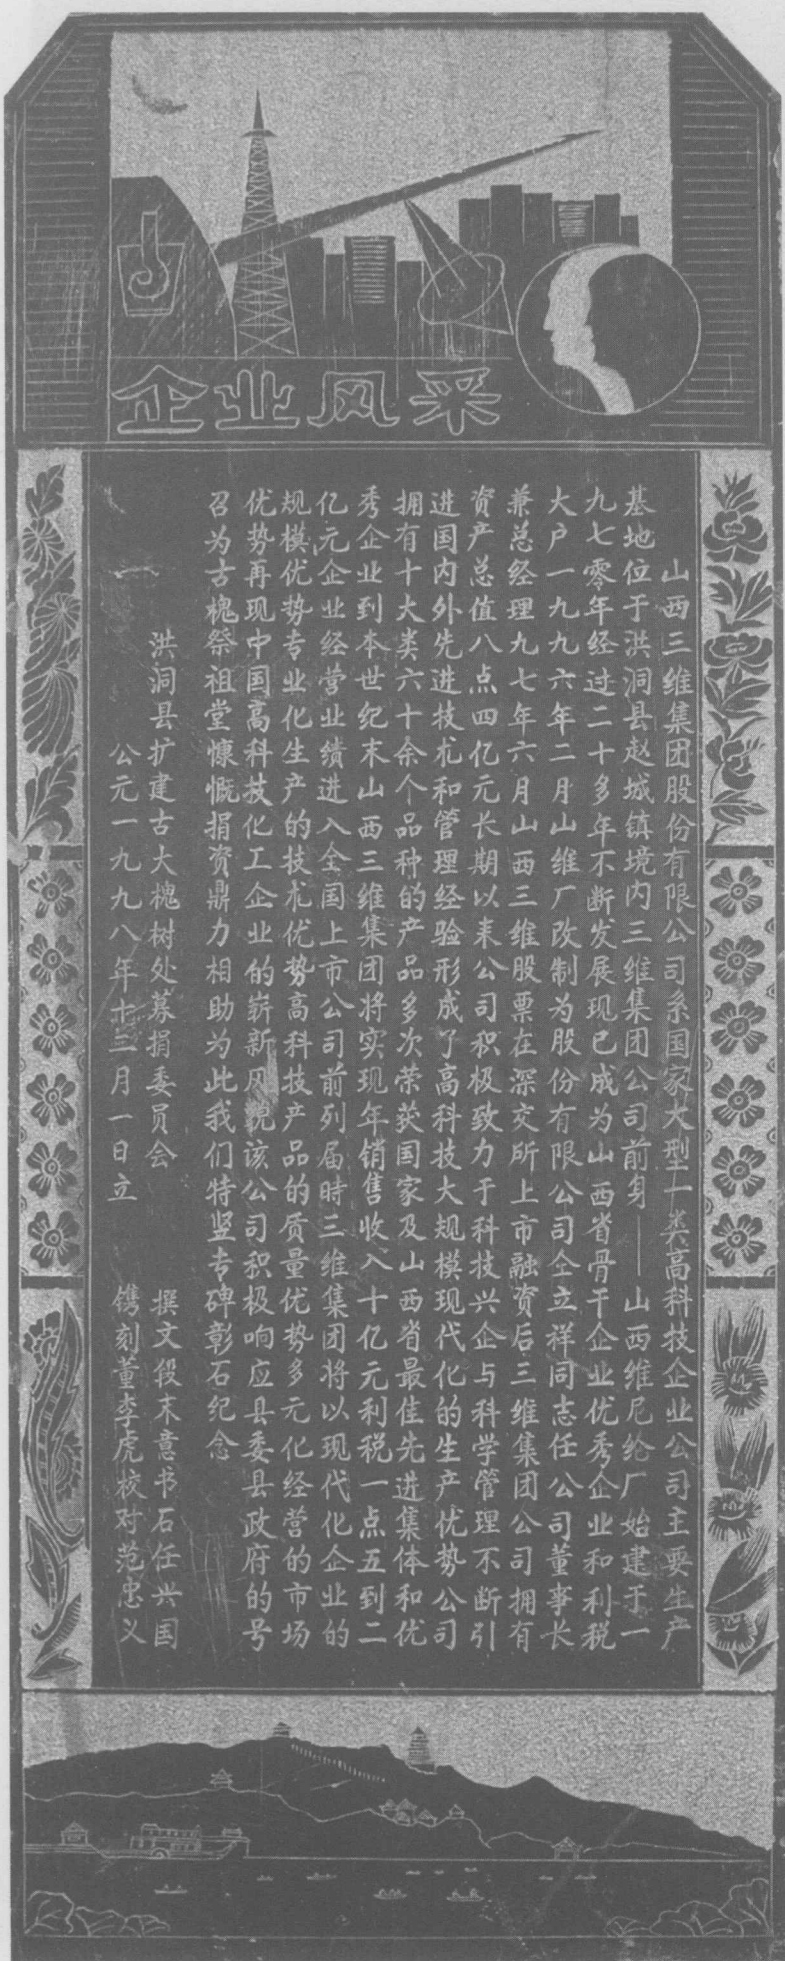 企业风采
山西三维集团股份有限公司系国家大型一类高科技企业公司主要生产
基地位于洪洞县赵城镇境内三维集团公司前身——山西维尼纶厂始建于一
九七零年经过二十多年不断发展现已成为山西省骨干企业优秀企业和利税
大户一九九六年二月山维厂改制为股份有限公司仝立祥同志任公司董事长
兼总经理九七年六月山西三维股票在深交所上市融资后三维集团公司拥有
资产总值八点四亿元长期以来公司积极致力于科技兴企与科学管理不断引
进国内外先进技术和管理经验形成了高科技大规模现代化的生产优势公司
拥有十大类六十余个品种的产品多次荣获国家及山西省最佳先进集体和优
秀企业到本世纪末山西三维集团将实现年销售收入十亿元利税一点五到二
亿元企业经营业绩进入全国上市公司前列届时三维集团将以现代化企业的
规模优势专业化生产的技术优势高科技产品的质量优势多元化经营的市场
优势再现中国高科技化工企业的崭新风貌该公司积极响应县委县政府的号
召为古槐祭祖堂慷慨捐资鼎力相助为此我们特竖专碑彰石纪念
洪洞县扩建古大槐树处募捐委员会 撰文段末意书石任兴国
公元一九九八年十二月一日立 镌刻董李虎校对范忠义